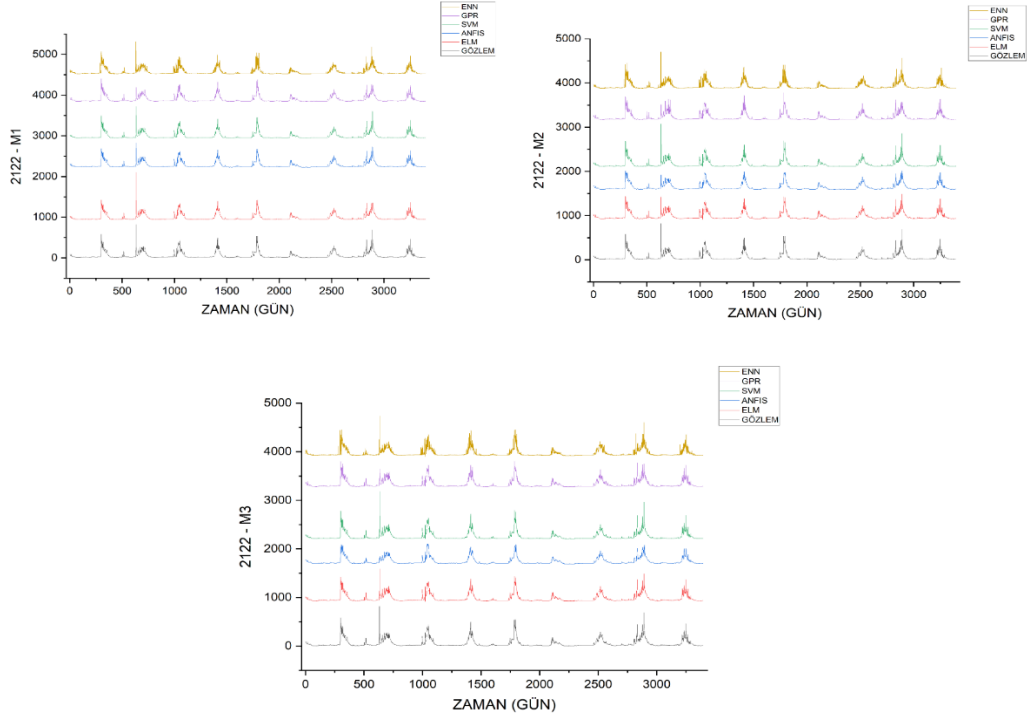 ENN
GPR
SVM
ANFIS
ELM
GÖZLEM
5000
4000
3000
2000
1000
0
2122 - M1
0 500 1000 1500 2000 2500 3000
ZAMAN (GÜN)
ENN
GPR
SVM
ANFIS
ELM
GÖZLEM
5000
4000
3000
2000
1000
0
2122 - M2
0 500 1000 1500 2000 2500 3000
ZAMAN (GÜN)
ENN
GPR
SVM
ANFIS
ELM
GÖZLEM
5000
4000
3000
2000
1000
0
2122 - M3
0 500 1000 1500 2000 2500 3000
ZAMAN (GÜN)